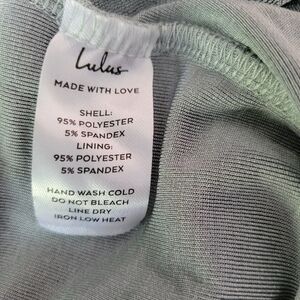 Lulus
MADE WITH LOVE
SHELL:
95% POLYESTER
5% SPANDEX
LINING:
95% POLYESTER
5% SPANDEX
HAND WASH COLD
DO NOT BLEACH
LINE DRY
IRON LOW HEAT